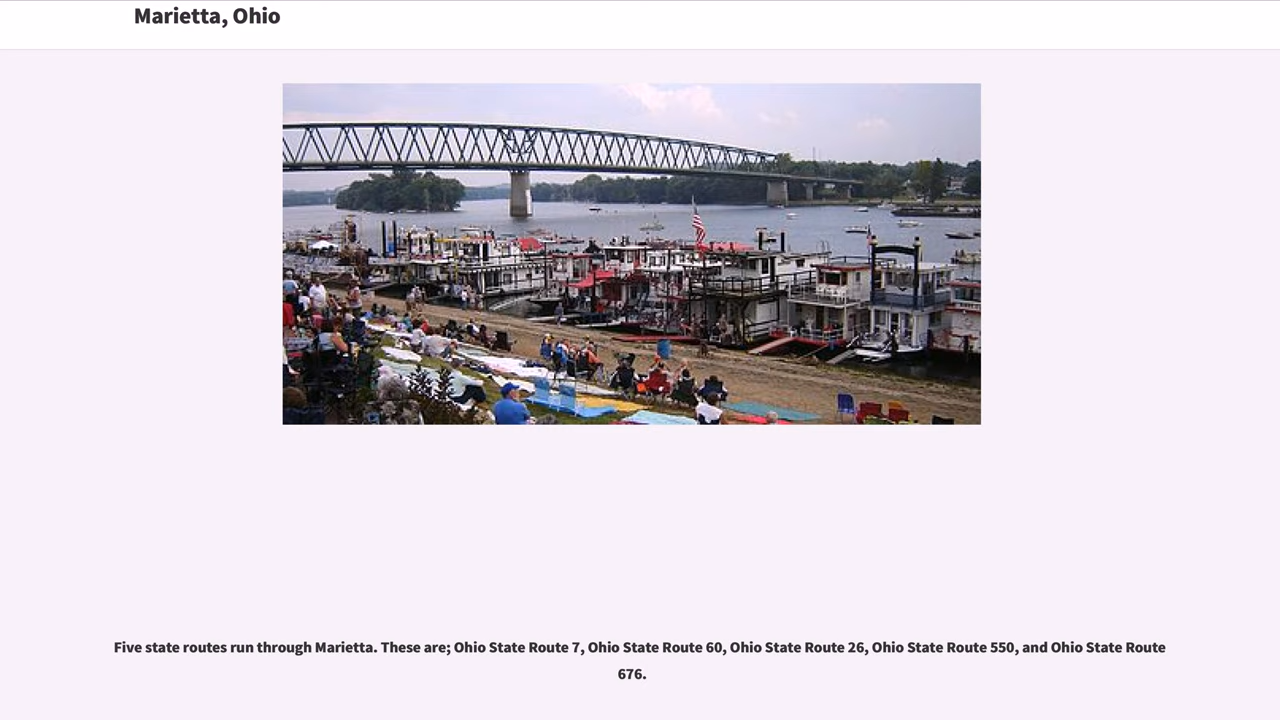 Marietta, Ohio
Five state routes run through Marietta. These are; Ohio State Route 7, Ohio State Route 60, Ohio State Route 26, Ohio State Route 550, and Ohio State Route
676.